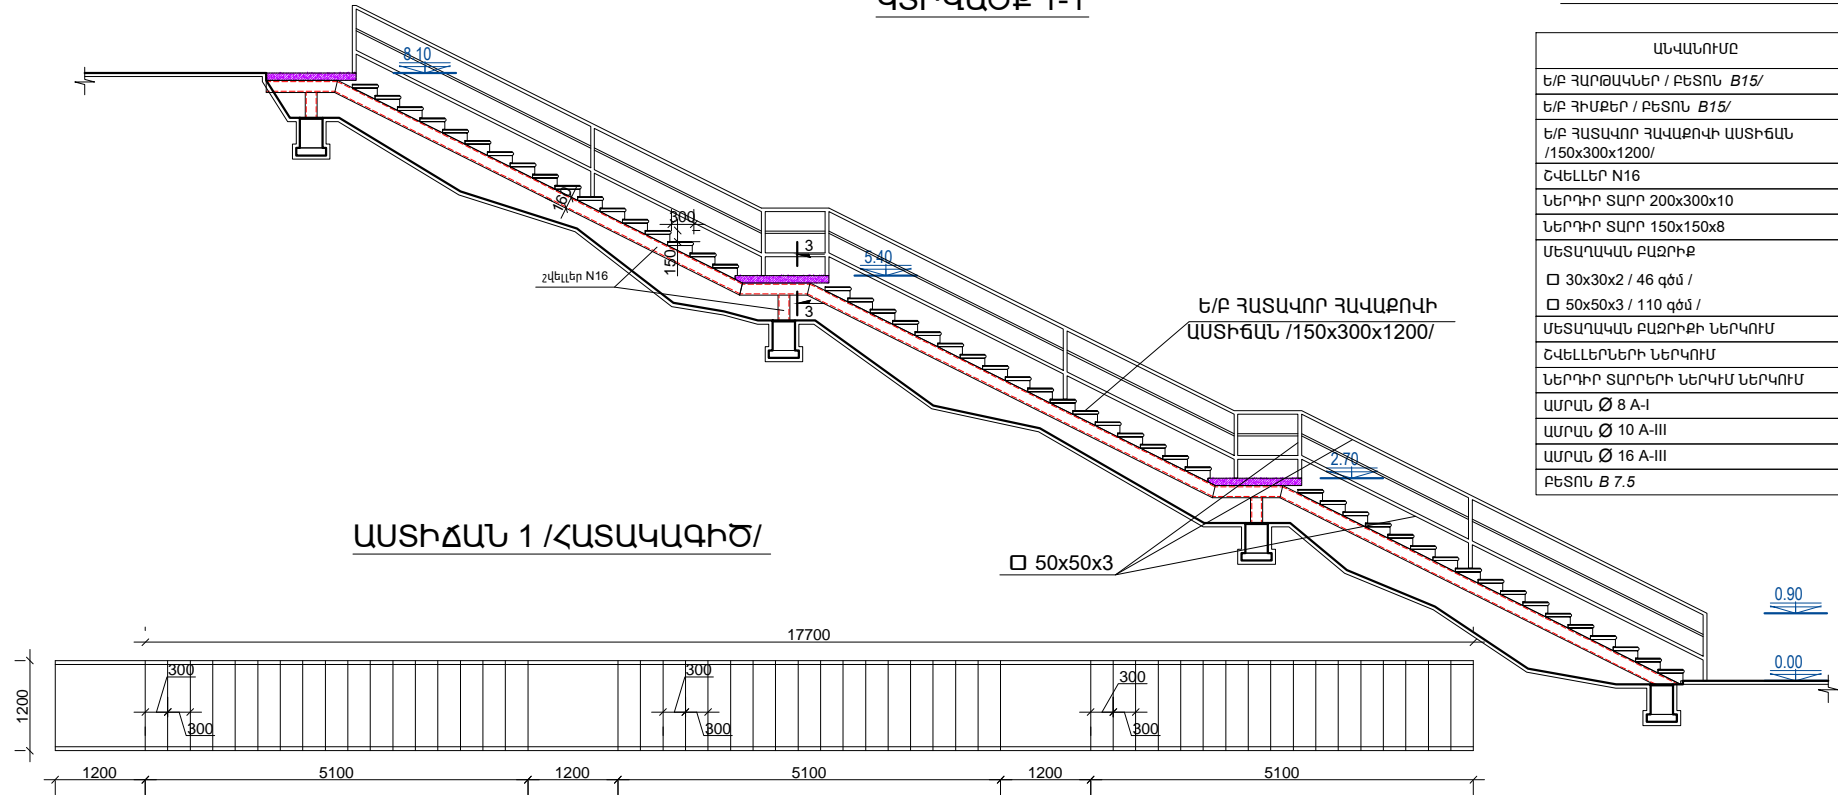 ԿՏՐՎԱԾՔ 1-1
8.10
160
300
150
շվելլեր N16
3
3
5.40
Ե/Բ ՀԱՏԱՎՈՐ ՀԱՎԱՔՈՎԻ
ԱՍՏԻՃԱՆ /150x300x1200/
2.70
50x50x3
0.90
0.00
ԱՆՎԱՆՈՒՄԸ
Ե/Բ ՀԱՐԹԱԿՆԵՐ / ԲԵՏՈՆ B15/
Ե/Բ ՀԻՄՔԵՐ / ԲԵՏՈՆ B15/
Ե/Բ ՀԱՏԱՎՈՐ ՀԱՎԱՔՈՎԻ ԱՍՏԻՃԱՆ
/150x300x1200/
ՇՎԵԼԼԵՐ N16
ՆԵՐԴԻՐ ՏԱՐՐ 200x300x10
ՆԵՐԴԻՐ ՏԱՐՐ 150x150x8
ՄԵՏԱՂԱԿԱՆ ԲԱԶՐԻՔ
30x30x2 / 46 գծմ /
50x50x3 / 110 գծմ /
ՄԵՏԱՂԱԿԱՆ ԲԱԶՐԻՔԻ ՆԵՐԿՈՒՄ
ՇՎԵԼԼԵՐՆԵՐԻ ՆԵՐԿՈՒՄ
ՆԵՐԴԻՐ ՏԱՐՐԵՐԻ ՆԵՐԿՒՄ ՆԵՐԿՈՒՄ
ԱՄՐԱՆ Ø 8 A-I
ԱՄՐԱՆ Ø 10 A-III
ԱՄՐԱՆ Ø 16 A-III
ԲԵՏՈՆ B 7.5
ԱՍՏԻՃԱՆ 1 /ՀԱՏԱԿԱԳԻԾ/
17700
1200
300
300
300
300
300
300
1200 5100 1200 5100 1200 5100